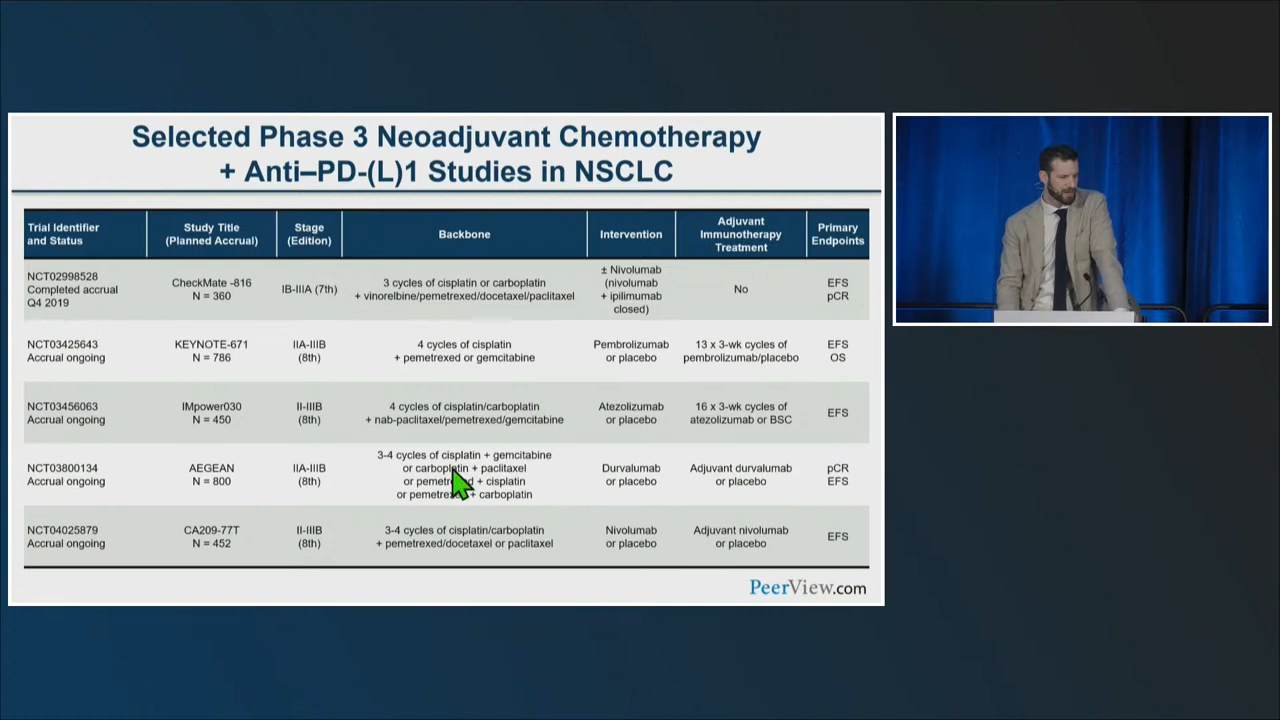 Selected Phase 3 Neoadjuvant Chemotherapy
+ Anti–PD-(L)1 Studies in NSCLC
Trial Identifier
and Status
Study Title
(Planned Accrual)
Stage
(Edition)
Backbone
Intervention
Adjuvant
Immunotherapy
Treatment
Primary
Endpoints
NCT02998528
Completed accrual
Q4 2019
CheckMate -816
N = 360
IB-IIIA (7th)
3 cycles of cisplatin or carboplatin
+ vinorelbine/pemetrexed/docetaxel/paclitaxel
± Nivolumab
(nivolumab
+ ipilimumab
closed)
No
EFS
pCR
NCT03425643
Accrual ongoing
KEYNOTE-671
N = 786
IIA-IIIB
(8th)
4 cycles of cisplatin
+ pemetrexed or gemcitabine
Pembrolizumab
or placebo
13 x 3-wk cycles of
pembrolizumab/placebo
EFS
OS
NCT03456063
Accrual ongoing
IMpower030
N = 450
II-IIIB
(8th)
4 cycles of cisplatin/carboplatin
+ nab-paclitaxel/pemetrexed/gemcitabine
Atezolizumab
or placebo
16 x 3-wk cycles of
atezolizumab or BSC
EFS
NCT03800134
Accrual ongoing
AEGEAN
N = 800
IIA-IIIB
(8th)
3-4 cycles of cisplatin + gemcitabine
or carboplatin + paclitaxel
or pemetrexed + cisplatin
or pemetrexed + carboplatin
Durvalumab
or placebo
Adjuvant durvalumab
or placebo
pCR
EFS
NCT04025879
Accrual ongoing
CA209-77T
N = 452
II-IIIB
(8th)
3-4 cycles of cisplatin/carboplatin
+ pemetrexed/docetaxel or paclitaxel
Nivolumab
or placebo
Adjuvant nivolumab
or placebo
EFS
PeerView.com